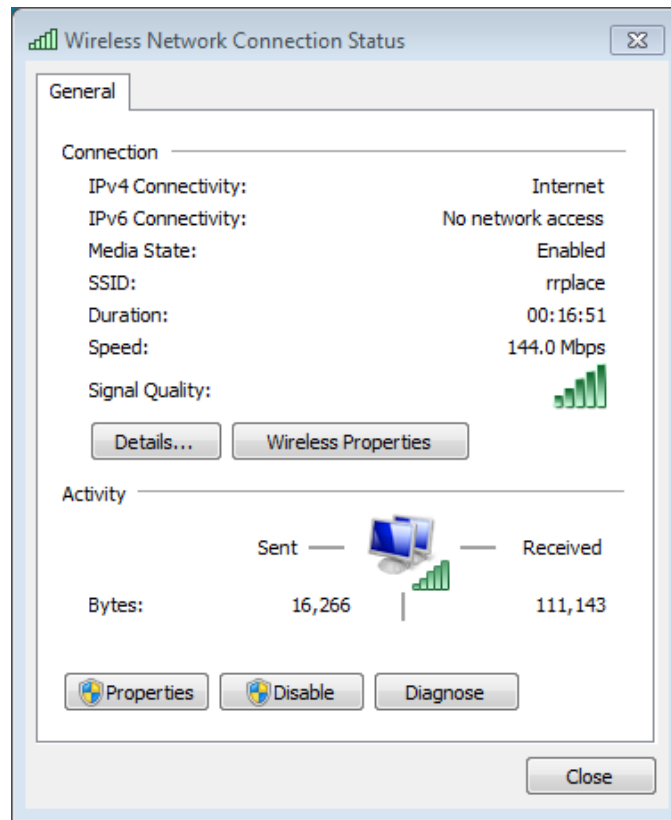 Wireless Network Connection Status
General
Connection
IPv4 Connectivity: Internet
IPv6 Connectivity: No network access
Media State: Enabled
SSID: rrplace
Duration: 00:16:51
Speed: 144.0 Mbps
Signal Quality:
Details... Wireless Properties
Activity
Sent Received
Bytes: 16,266 111,143
Properties Disable Diagnose
Close